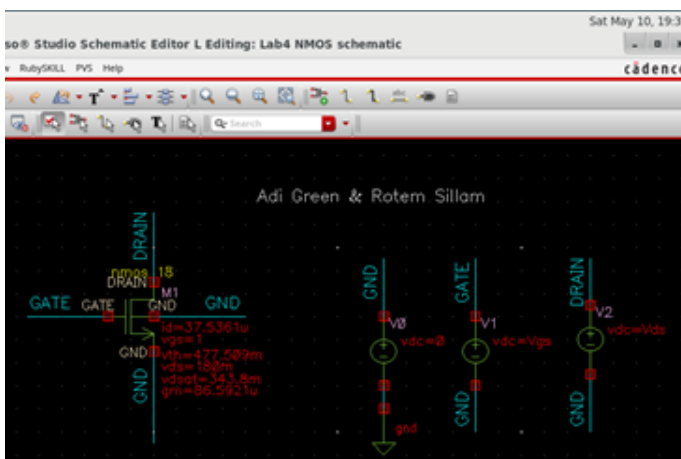 Sat May 10, 19:3
so® Studio Schematic Editor L Editing: Lab4 NMOS schematic
RubySKILL PVS Help
cādence
Search
Adi Green & Rotem Sillam
DRAIN
nmos_18
DRAIN
M1
GATE
GATE
GND
GND
id=37.5361u
vgs=1
GND
vth=477.509m
vds=180m
vdsat=343.8m
gm=86.5921u
GND
GND
V0
vdc=0
gnd
GATE
V1
vdc=Vgs
GND
DRAIN
V2
vdc=Vds
GND